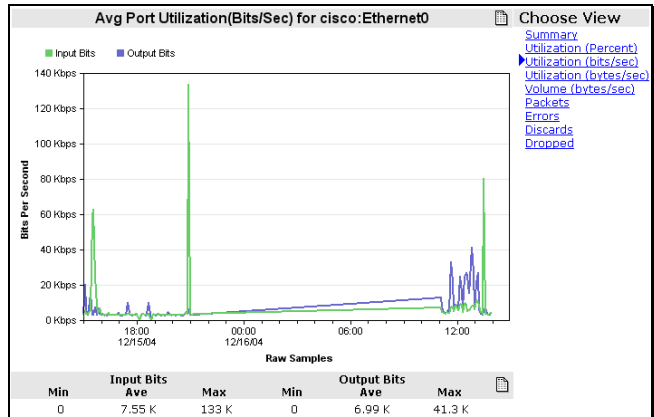 Avg Port Utilization(Bits/Sec) for cisco:Ethernet0
Choose View
Summary
Utilization (Percent)
Utilization (bits/sec)
Utilization (bytes/sec)
Volume (bytes/sec)
Packets
Errors
Discards
Dropped
Input Bits Output Bits
Bits Per Second
140 Kbps
120 Kbps
100 Kbps
80 Kbps
60 Kbps
40 Kbps
20 Kbps
0 Kbps
18:00 00:00 06:00 12:00
12/15/04 12/16/04
Raw Samples
Input Bits Output Bits
Min Ave Max Min Ave Max
0 7.55 K 133 K 0 6.99 K 41.3 K